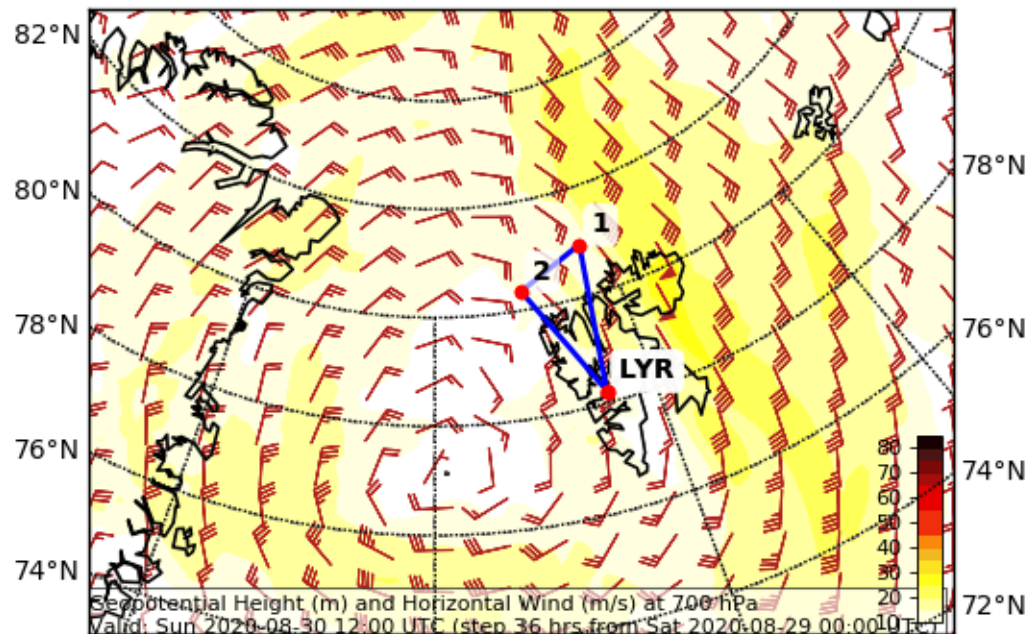 82°N
80°N
78°N
76°N
74°N
78°N
76°N
74°N
72°N
1
2
LYR
80
70
60
50
40
30
20
10
Geopotential Height (m) and Horizontal Wind (m/s) at 700 hPa
Valid: Sun 2020-08-30 12:00 UTC (step 36 hrs from Sat 2020-08-29 00:00 UTC)